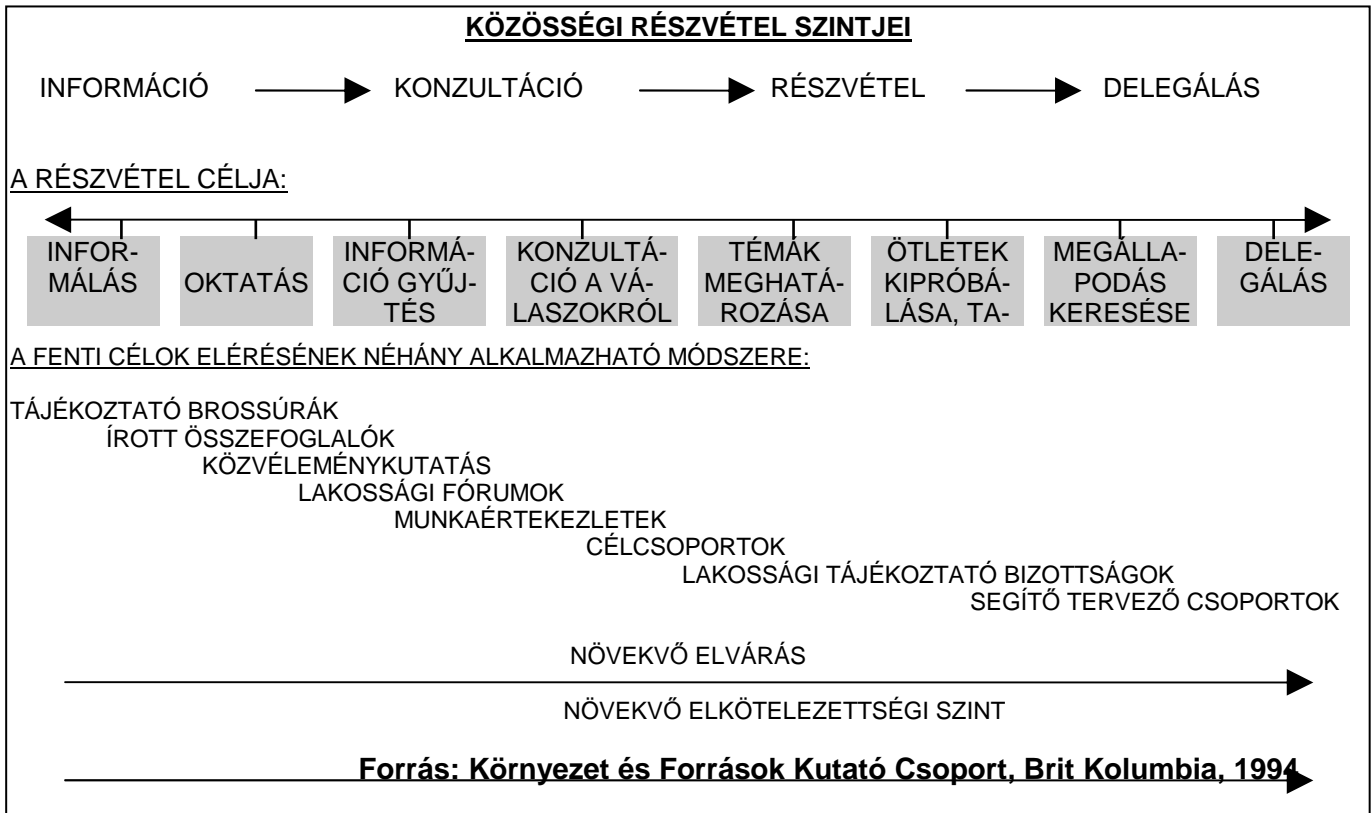 KÖZÖSSÉGI RÉSZVÉTEL SZINTJEI
INFORMÁCIÓ KONZULTÁCIÓ RÉSZVÉTEL DELEGÁLÁS
A RÉSZVÉTEL CÉLJA:
INFOR-
MÁLÁS
OKTATÁS
INFORMÁ-
CIÓ GYŰJ-
TÉS
KONZULTÁ-
CIÓ A VÁ-
LASZOKRÓL
TÉMÁK
MEGHATÁ-
ROZÁSA
ÖTLETEK
KIPRÓBÁ-
LÁSA, TA-
MEGÁLLA-
PODÁS
KERESÉSE
DELE-
GÁLÁS
A FENTI CÉLOK ELÉRÉSÉNEK NÉHÁNY ALKALMAZHATÓ MÓDSZERE:
TÁJÉKOZTATÓ BROSSÚRÁK
ÍROTT ÖSSZEFOGLALÓK
KÖZVÉLEMÉNYKUTATÁS
LAKOSSÁGI FÓRUMOK
MUNKAÉRTEKEZLETEK
CÉLCSOPORTOK
LAKOSSÁGI TÁJÉKOZTATÓ BIZOTTSÁGOK
SEGÍTŐ TERVEZŐ CSOPORTOK
NÖVEKVŐ ELVÁRÁS
NÖVEKVŐ ELKÖTELEZETTSÉGI SZINT
Forrás: Környezet és Források Kutató Csoport, Brit Kolumbia, 1994